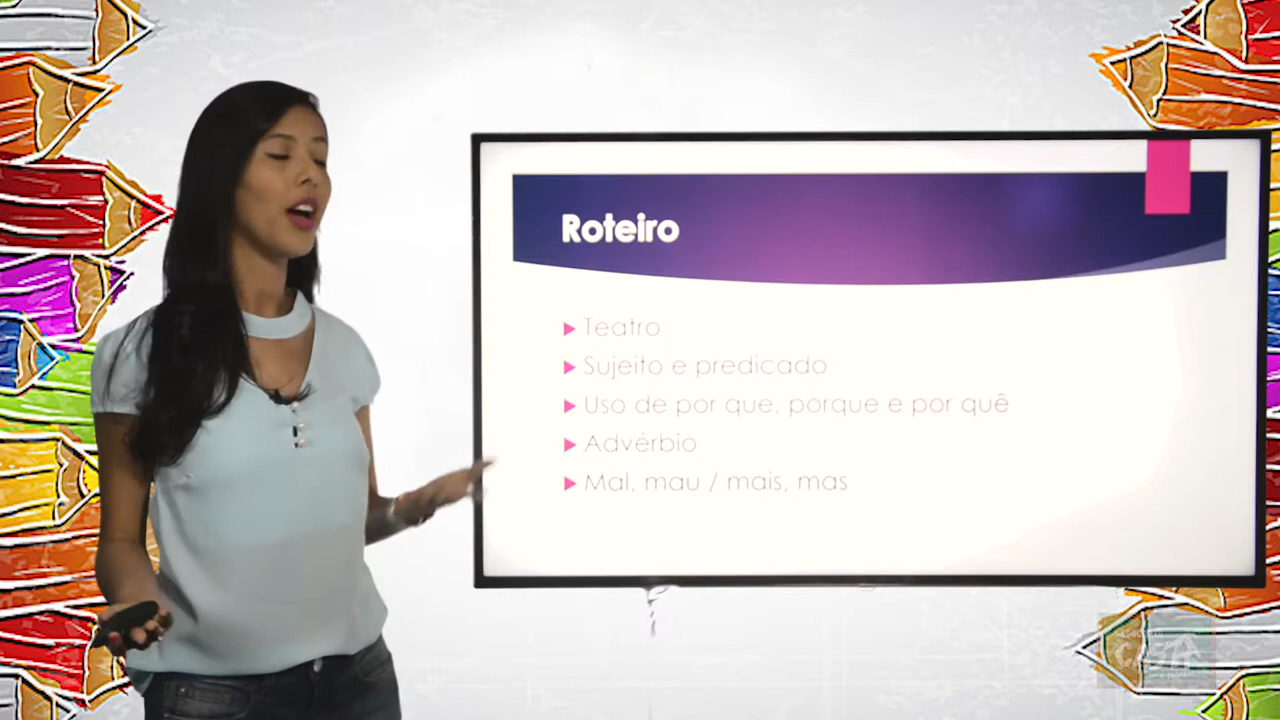 Roteiro
Teatro
Sujeito e predicado
Uso de por que, porque e por quê
Advérbio
Mal, mau / mais, mas